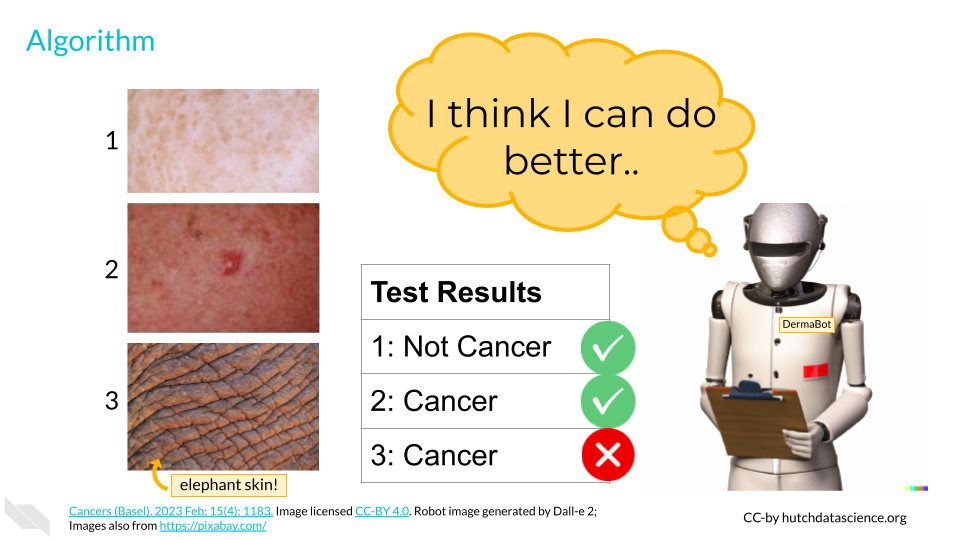 Algorithm
I think I can do
better..
1
2
3
elephant skin!
Test Results
1: Not Cancer
2: Cancer
3: Cancer
DermaBot
Cancers (Basel). 2023 Feb; 15(4): 1183. Image licensed CC-BY 4.0. Robot image generated by Dall-e 2;
Images also from https://pixabay.com/
CC-by hutchdatascience.org